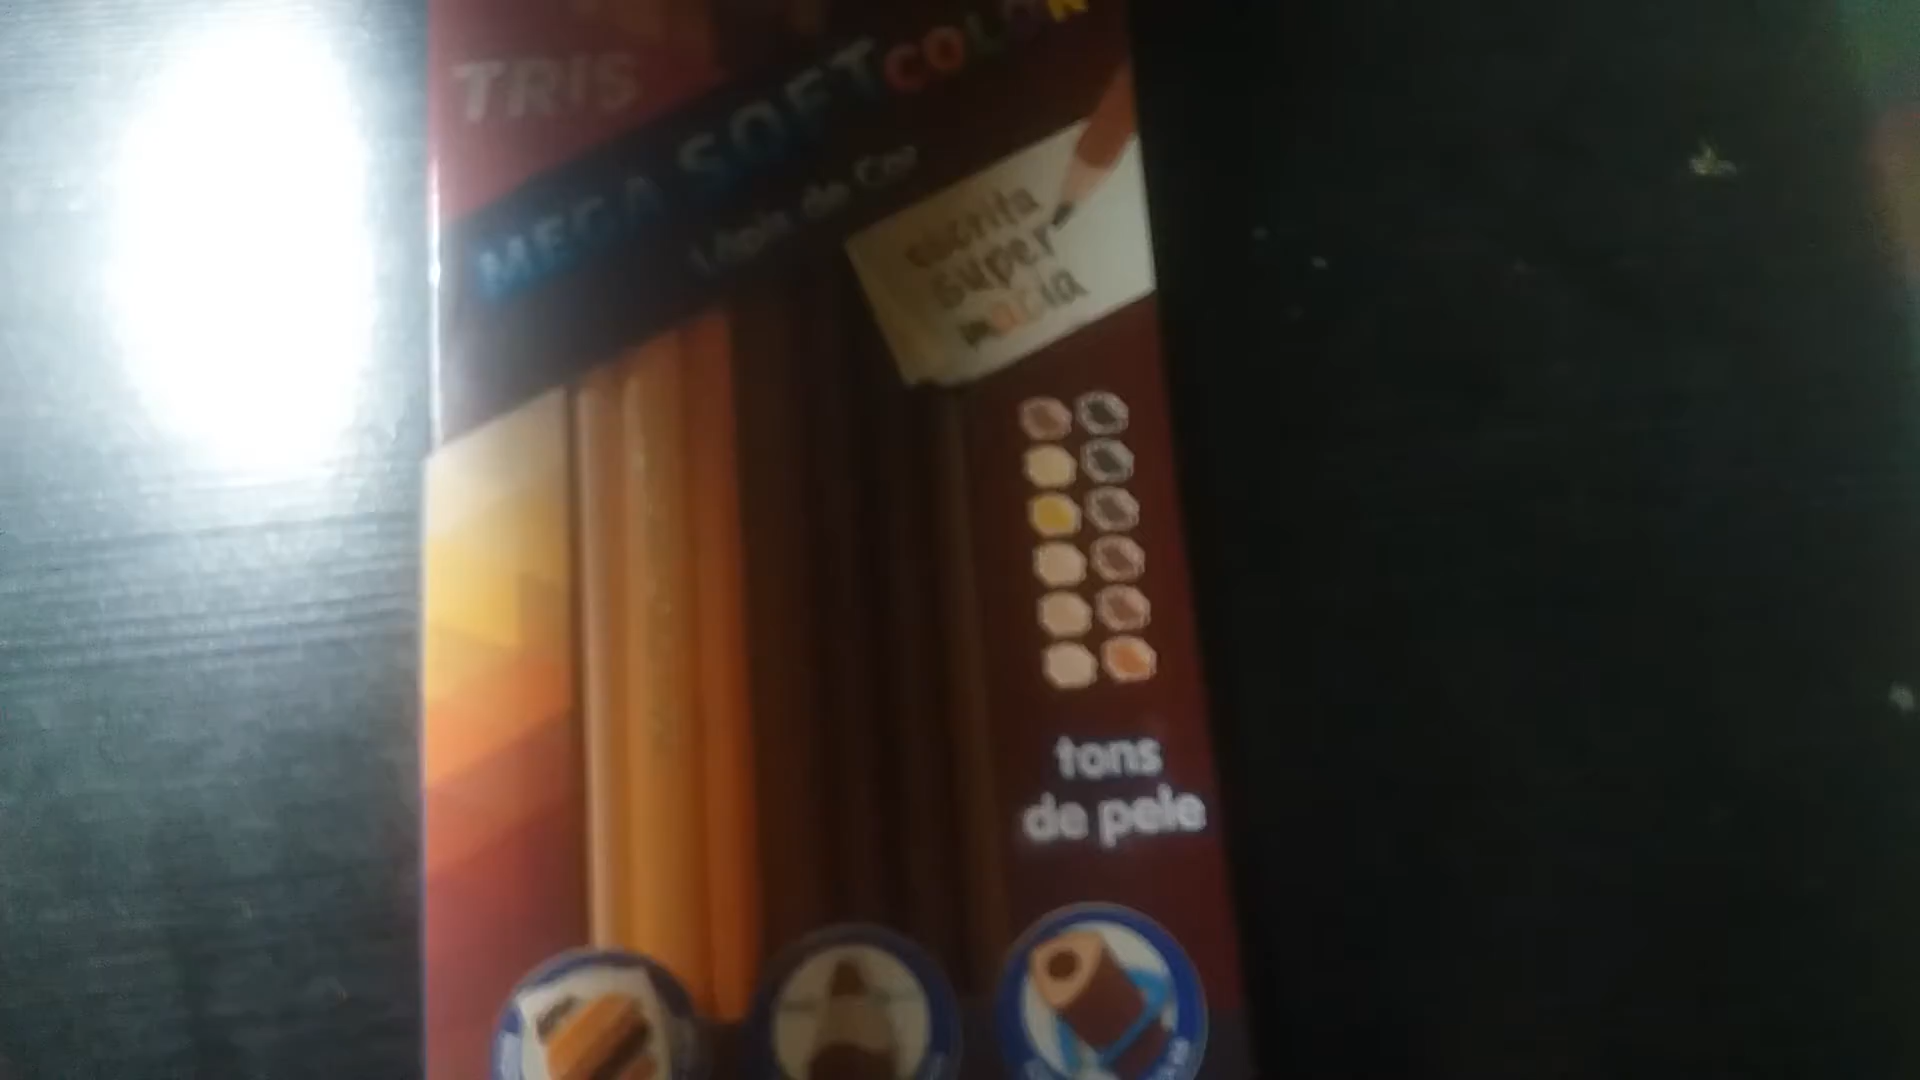 TRIS
MEGA SOFT COLOR
Lápis de Cor
escrita
super
macia
tons
de pele